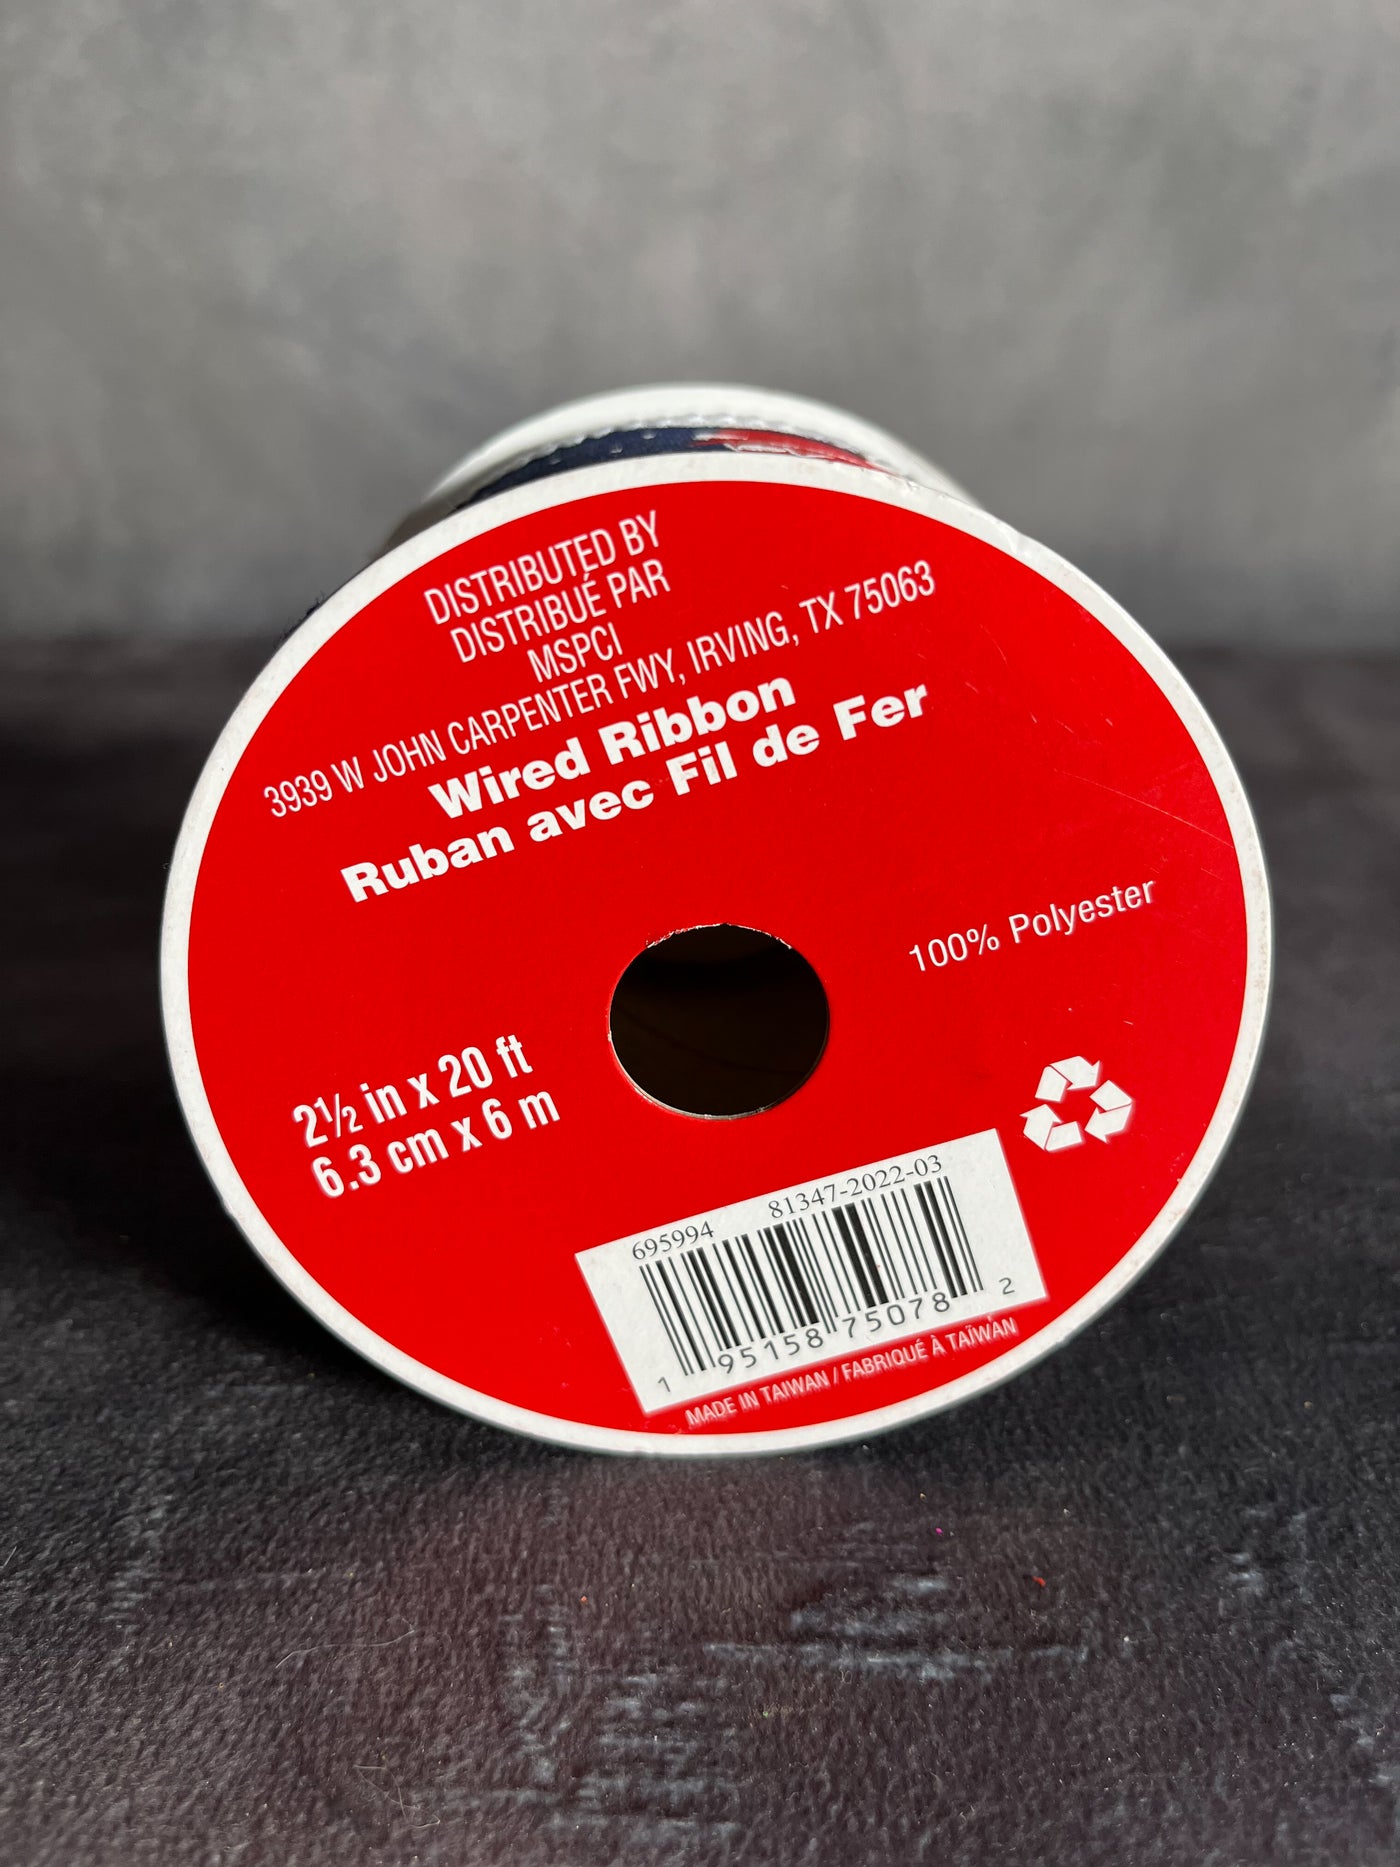 DISTRIBUTED BY
DISTRIBUÉ PAR
MSPCI
3939 W JOHN CARPENTER FWY, IRVING, TX 75063
Wired Ribbon
Ruban avec Fil de Fer
100% Polyester
2½ in x 20 ft
6.3 cm x 6 m
695994 81347-2022-03
1 95158 75078 2
MADE IN TAIWAN / FABRIQUÉ À TAÏWAN